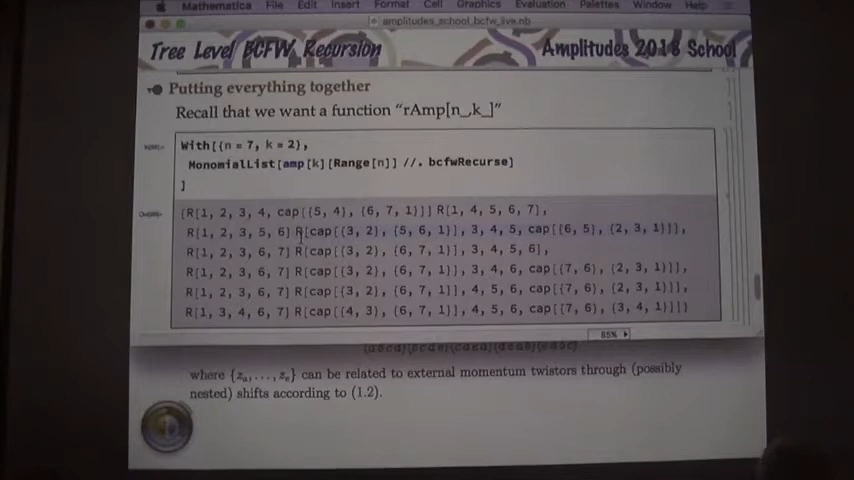 Mathematica File Edit Insert Format Cell Graphics Evaluation Palettes Window Help
amplitudes_school_bcfw_live.nb
Tree Level BCFW Recursion
Amplitudes 2018 School
Putting everything together
Recall that we want a function “rAmp[n_,k_]”
With[{n = 7, k = 2},
MonomialList[amp[k][Range[n]] //. bcfwRecurse]
]
{R[1, 2, 3, 4, cap[{5, 4}, {6, 7, 1}]] R[1, 4, 5, 6, 7],
R[1, 2, 3, 5, 6] R[cap[{3, 2}, {5, 6, 1}], 3, 4, 5, cap[{6, 5}, {2, 3, 1}]],
R[1, 2, 3, 6, 7] R[cap[{3, 2}, {6, 7, 1}], 3, 4, 5, 6],
R[1, 2, 3, 6, 7] R[cap[{3, 2}, {6, 7, 1}], 3, 4, 6, cap[{7, 6}, {2, 3, 1}]],
R[1, 2, 3, 6, 7] R[cap[{3, 2}, {6, 7, 1}], 4, 5, 6, cap[{7, 6}, {2, 3, 1}]],
R[1, 3, 4, 6, 7] R[cap[{4, 3}, {6, 7, 1}], 4, 5, 6, cap[{7, 6}, {3, 4, 1}]]}
85%
where {zₐ,…,zₑ} can be related to external momentum twistors through (possibly
nested) shifts according to (1.2).